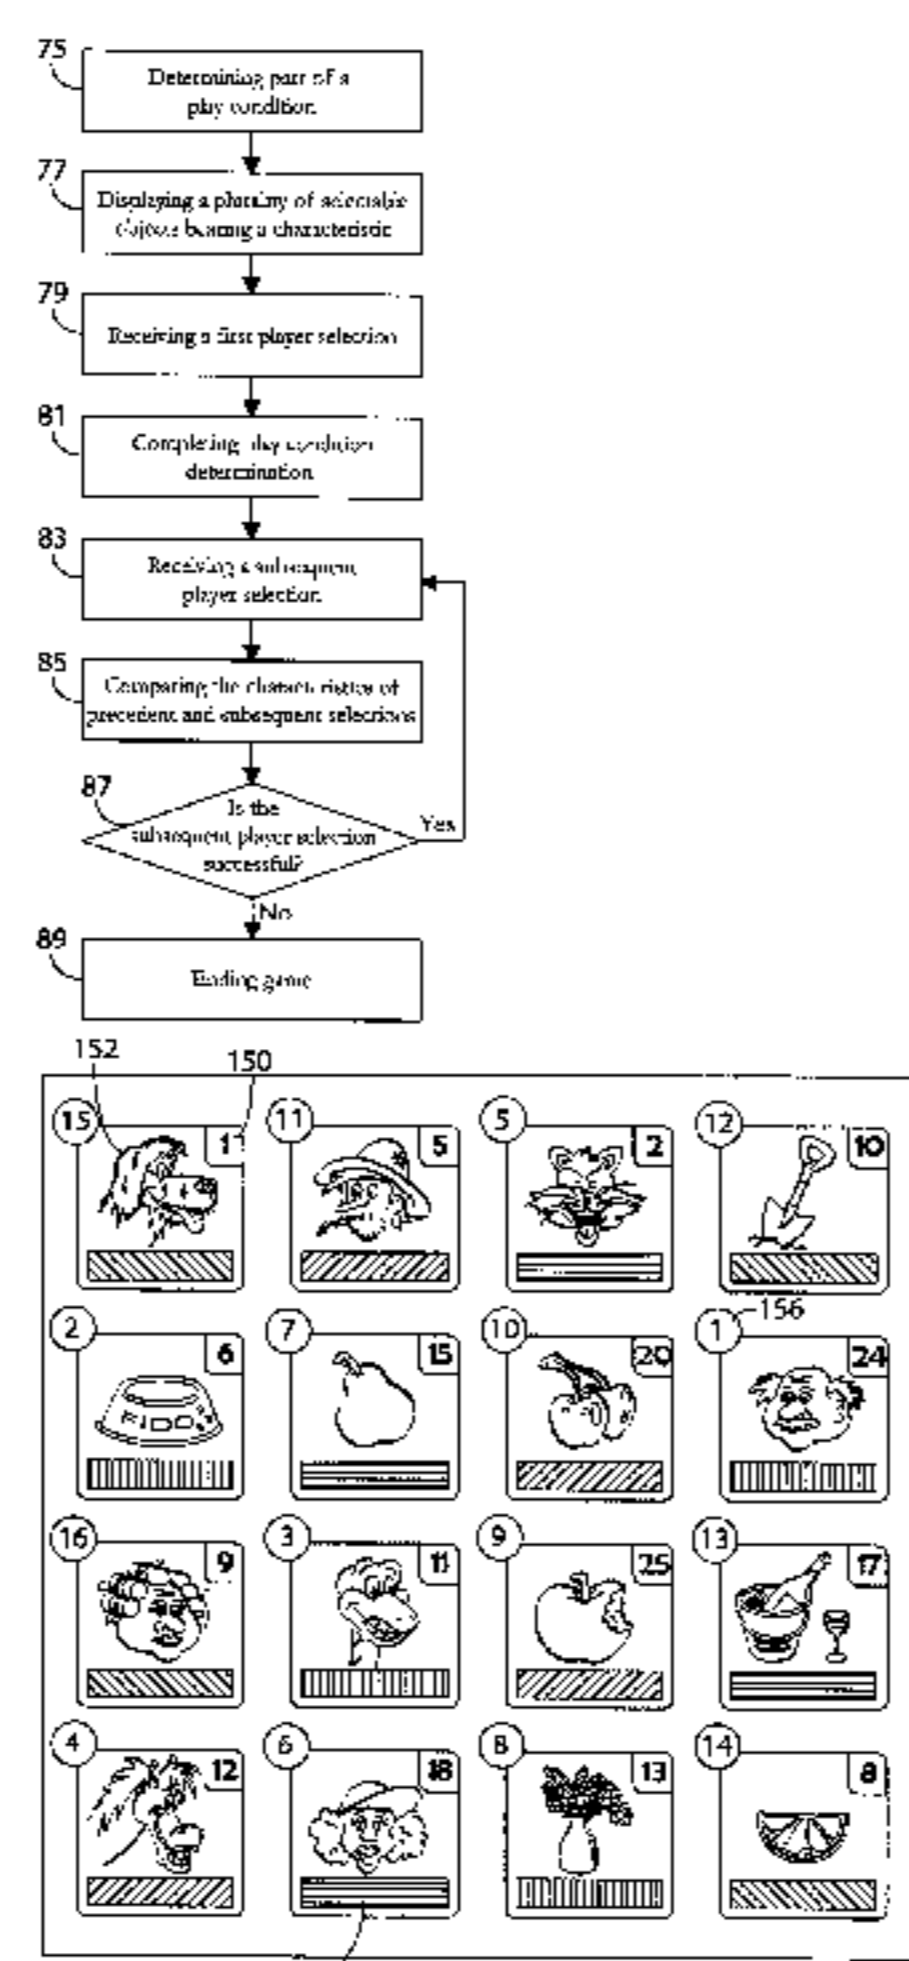 75
Determining part of a
play condition
77
Displaying a plurality of selectable
objects bearing a characteristic
79
Receiving a first player selection
81
Completing play condition
determination
83
Receiving a subsequent
player selection
85
Comparing the characteristics of
precedent and subsequent selections
87
Is the
subsequent player selection
successful?
Yes
No
89
Ending game
152
150
15
11
5
5
2
12
10
2
6
7
15
10
20
1
156
24
FIDO
16
9
3
11
9
25
13
17
4
12
6
18
8
13
14
8